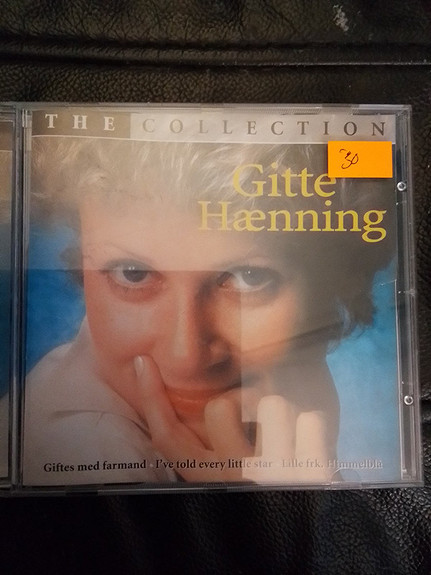 THE COLLECTION
30
Gitte
Hænning
Giftes med farmand · I've told every little star · Lille frk. Himmelblå